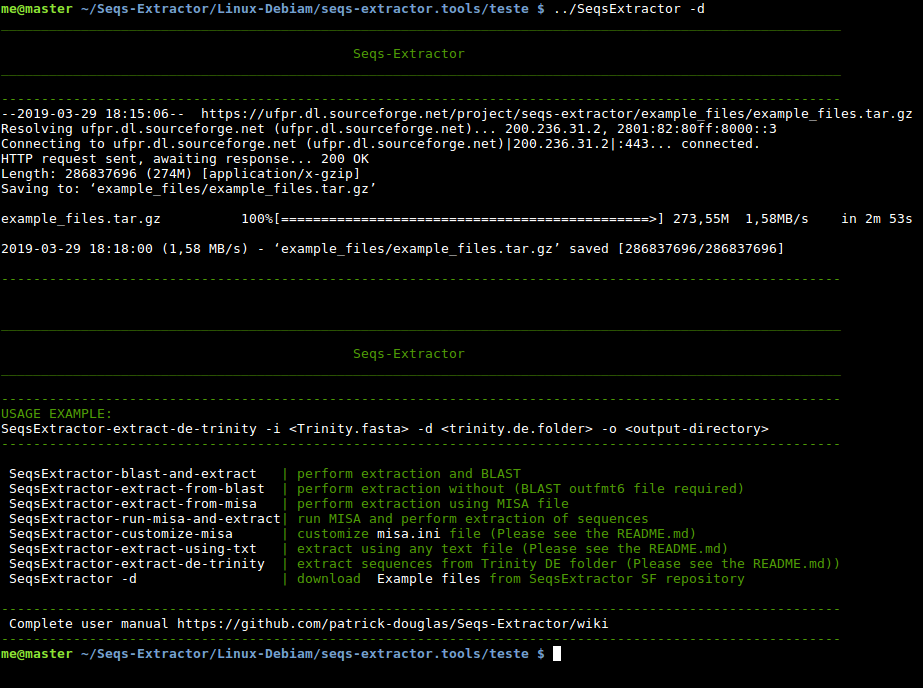 me@master ~/Seqs-Extractor/Linux-Debiam/seqs-extractor.tools/teste $ ../SeqsExtractor -d
Seqs-Extractor
--2019-03-29 18:15:06--  https://ufpr.dl.sourceforge.net/project/seqs-extractor/example_files/example_files.tar.gz
Resolving ufpr.dl.sourceforge.net (ufpr.dl.sourceforge.net)... 200.236.31.2, 2801:82:80ff:8000::3
Connecting to ufpr.dl.sourceforge.net (ufpr.dl.sourceforge.net)|200.236.31.2|:443... connected.
HTTP request sent, awaiting response... 200 OK
Length: 286837696 (274M) [application/x-gzip]
Saving to: ‘example_files/example_files.tar.gz’
example_files.tar.gz          100%[==============================================>] 273,55M  1,58MB/s    in 2m 53s
2019-03-29 18:18:00 (1,58 MB/s) - ‘example_files/example_files.tar.gz’ saved [286837696/286837696]
Seqs-Extractor
USAGE EXAMPLE:
SeqsExtractor-extract-de-trinity -i <Trinity.fasta> -d <trinity.de.folder> -o <output-directory>
SeqsExtractor-blast-and-extract   | perform extraction and BLAST
SeqsExtractor-extract-from-blast  | perform extraction without (BLAST outfmt6 file required)
SeqsExtractor-extract-from-misa   | perform extraction using MISA file
SeqsExtractor-run-misa-and-extract| run MISA and perform extraction of sequences
SeqsExtractor-customize-misa      | customize misa.ini file (Please see the README.md)
SeqsExtractor-extract-using-txt   | extract using any text file (Please see the README.md)
SeqsExtractor-extract-de-trinity  | extract sequences from Trinity DE folder (Please see the README.md))
SeqsExtractor -d                  | download  Example files from SeqsExtractor SF repository
Complete user manual https://github.com/patrick-douglas/Seqs-Extractor/wiki
me@master ~/Seqs-Extractor/Linux-Debiam/seqs-extractor.tools/teste $